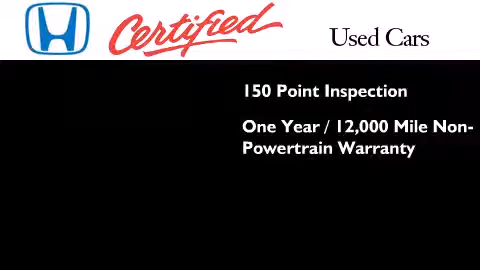 Certified Used Cars
150 Point Inspection
One Year / 12,000 Mile Non-
Powertrain Warranty